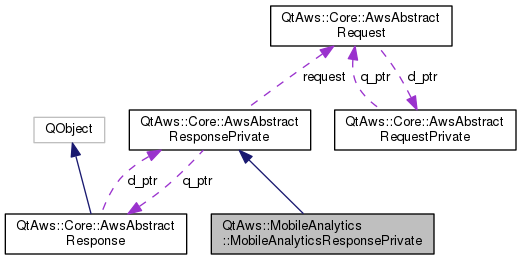 QtAws::Core::AwsAbstract
Request
request
q_ptr
d_ptr
QObject
QtAws::Core::AwsAbstract
ResponsePrivate
QtAws::Core::AwsAbstract
RequestPrivate
d_ptr
q_ptr
QtAws::Core::AwsAbstract
Response
QtAws::MobileAnalytics
::MobileAnalyticsResponsePrivate